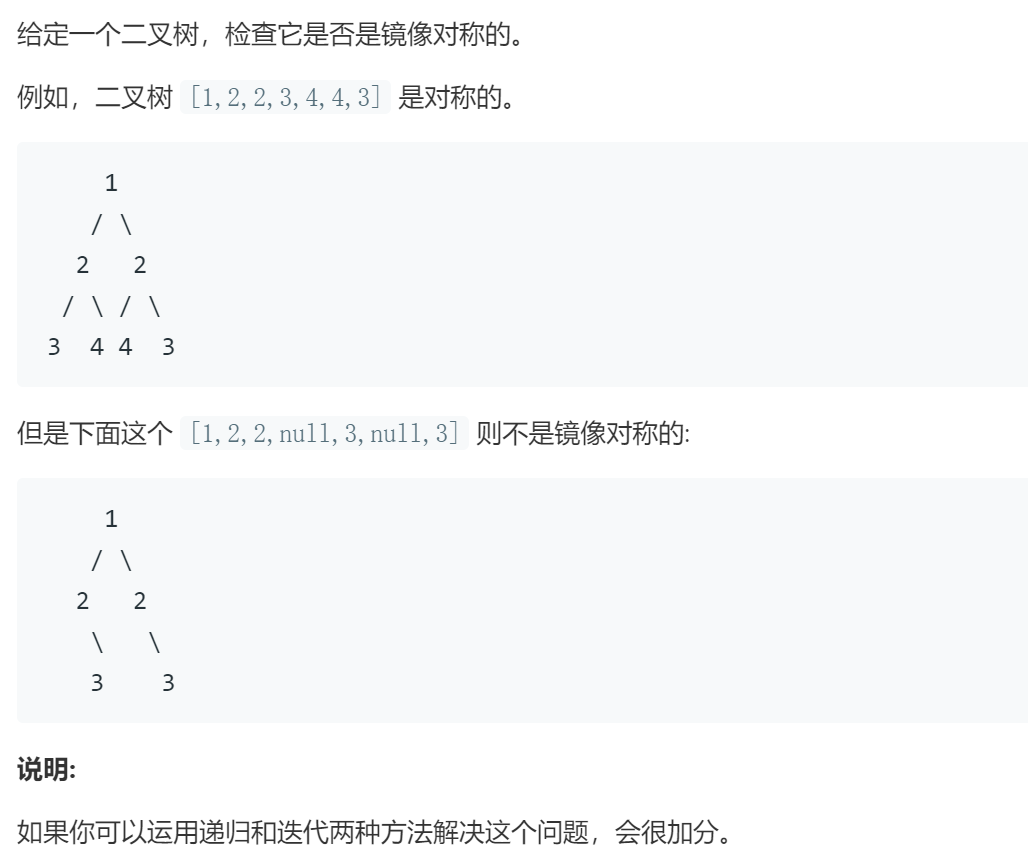 给定一个二叉树，检查它是否是镜像对称的。
例如，二叉树 [1,2,2,3,4,4,3] 是对称的。
    1
   / \
  2   2
 / \ / \
3  4 4  3
但是下面这个 [1,2,2,null,3,null,3] 则不是镜像对称的:
    1
   / \
  2   2
   \   \
   3    3
说明:
如果你可以运用递归和迭代两种方法解决这个问题，会很加分。